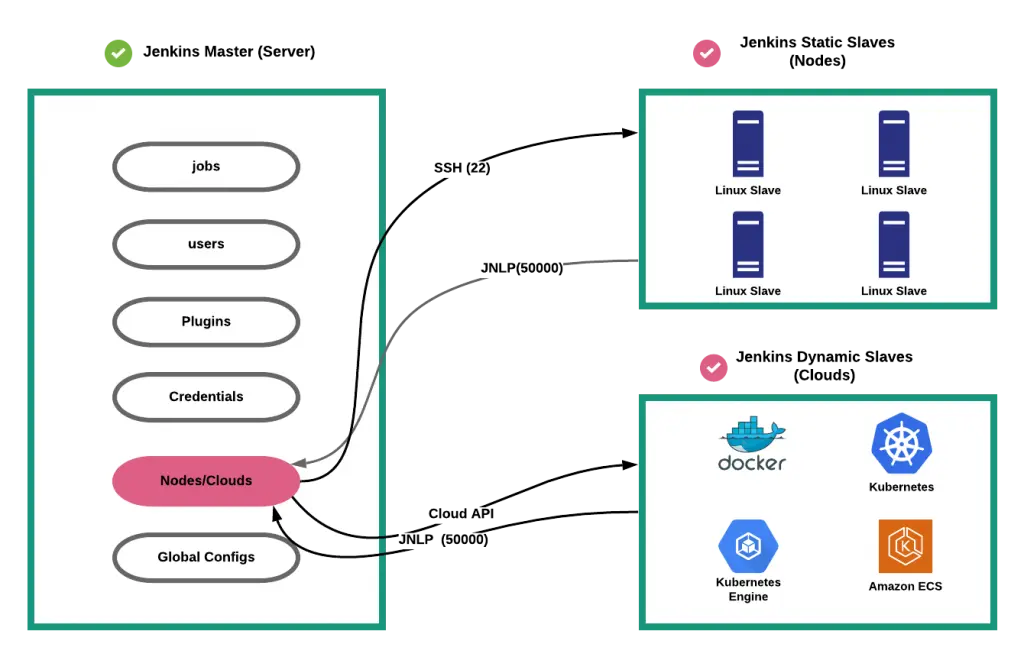 Jenkins Master (Server)
jobs
users
Plugins
Credentials
Nodes/Clouds
Global Configs
SSH (22)
JNLP(50000)
Cloud API
JNLP (50000)
Jenkins Static Slaves
(Nodes)
Linux Slave
Linux Slave
Linux Slave
Linux Slave
Jenkins Dynamic Slaves
(Clouds)
docker
Kubernetes
Kubernetes
Engine
K
Amazon ECS